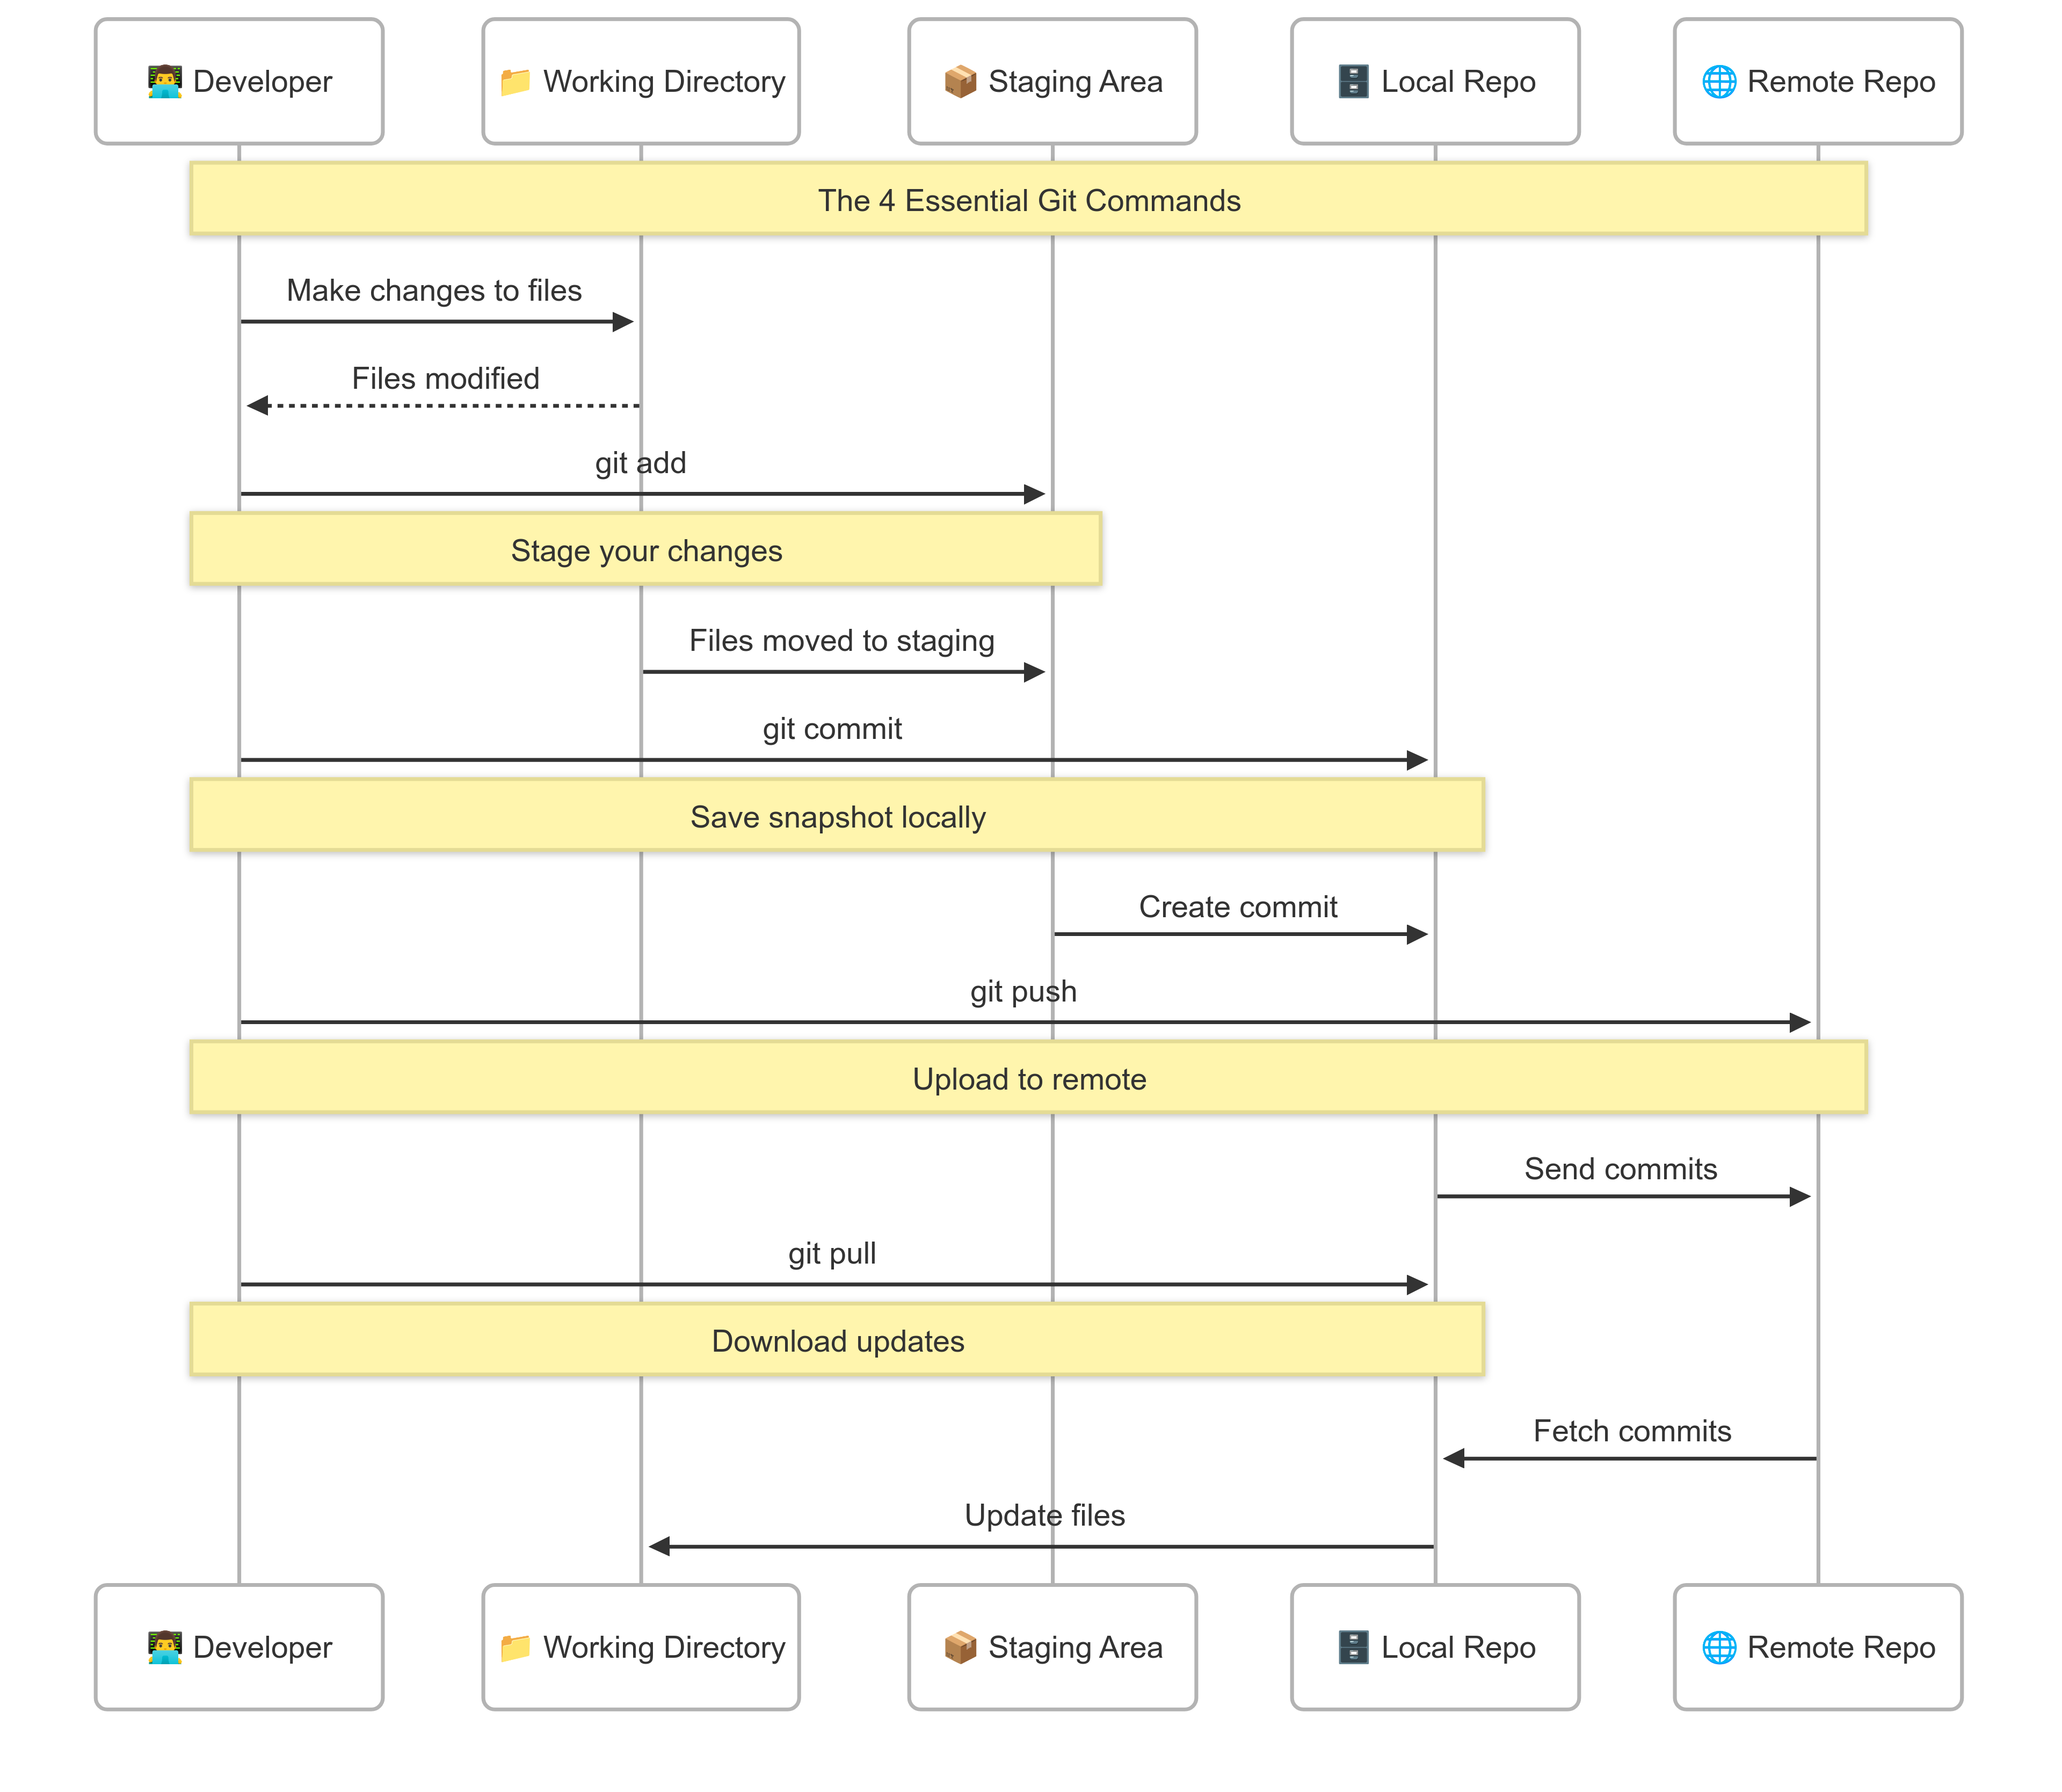 👨‍💻 Developer
📁 Working Directory
📦 Staging Area
🗄️ Local Repo
🌐 Remote Repo
The 4 Essential Git Commands
Make changes to files
Files modified
git add
Stage your changes
Files moved to staging
git commit
Save snapshot locally
Create commit
git push
Upload to remote
Send commits
git pull
Download updates
Fetch commits
Update files
👨‍💻 Developer
📁 Working Directory
📦 Staging Area
🗄️ Local Repo
🌐 Remote Repo